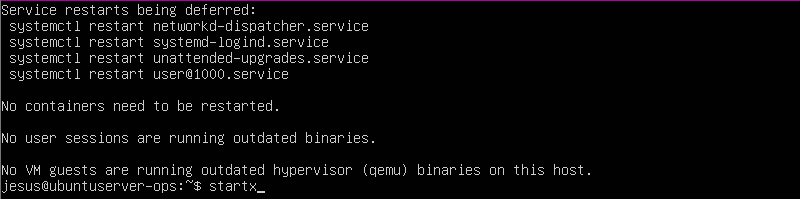 Service restarts being deferred:
 systemctl restart networkd-dispatcher.service
 systemctl restart systemd-logind.service
 systemctl restart unattended-upgrades.service
 systemctl restart user@1000.service

No containers need to be restarted.

No user sessions are running outdated binaries.

No VM guests are running outdated hypervisor (qemu) binaries on this host.
jesus@ubuntuserver-ops:~$ startx_